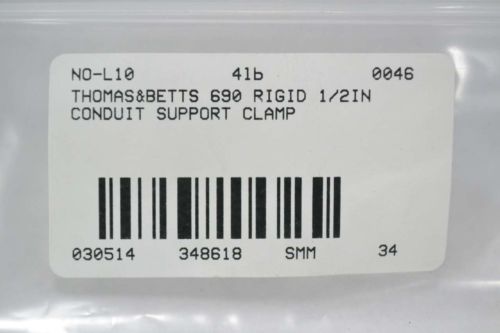 NO-L10 41b 0046
THOMAS&BETTS 690 RIGID 1/2IN
CONDUIT SUPPORT CLAMP
030514 348618 SMM 34